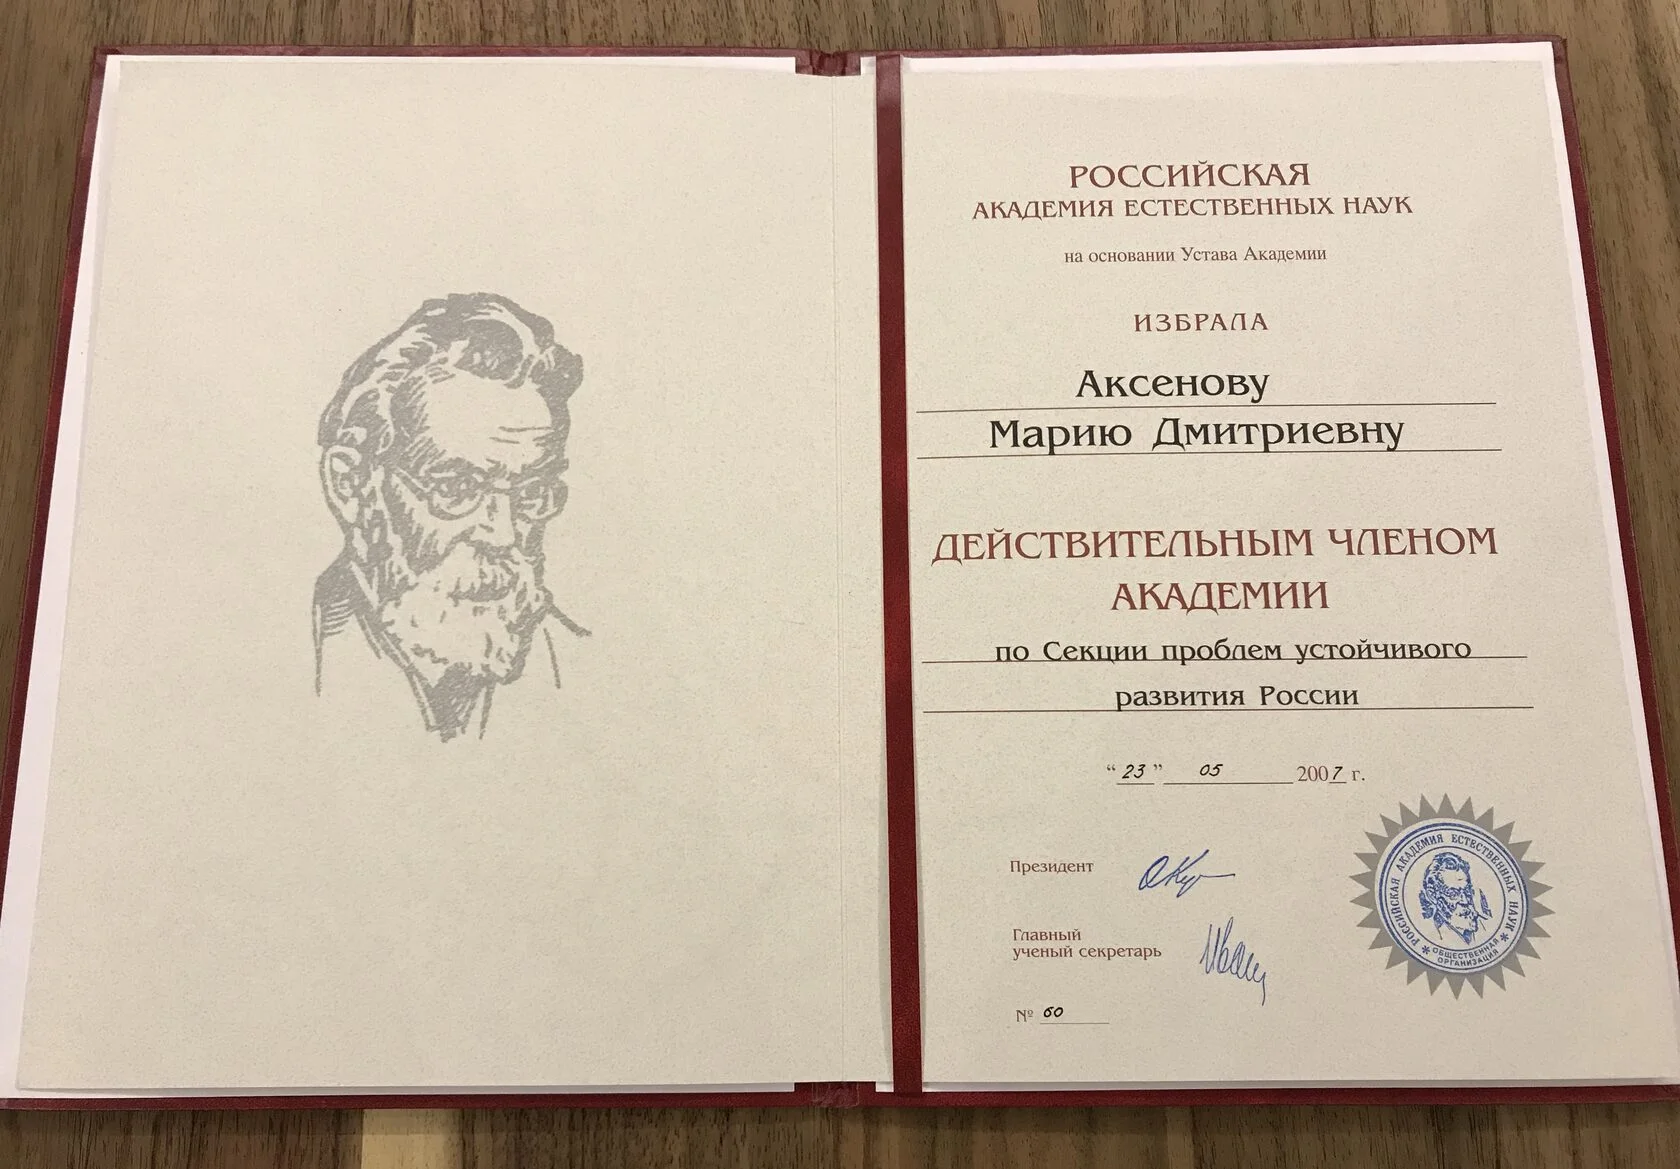 РОССИЙСКАЯ
АКАДЕМИЯ ЕСТЕСТВЕННЫХ НАУК
на основании Устава Академии
ИЗБРАЛА
Аксенову
Марию Дмитриевну
ДЕЙСТВИТЕЛЬНЫМ ЧЛЕНОМ
АКАДЕМИИ
по Секции проблем устойчивого
развития России
“ 23 ” 05 2007 г.
Президент
Главный
ученый секретарь
№ 60
РОССИЙСКАЯ АКАДЕМИЯ ЕСТЕСТВЕННЫХ НАУК
* ОБЩЕСТВЕННАЯ *
ОРГАНИЗАЦИЯ